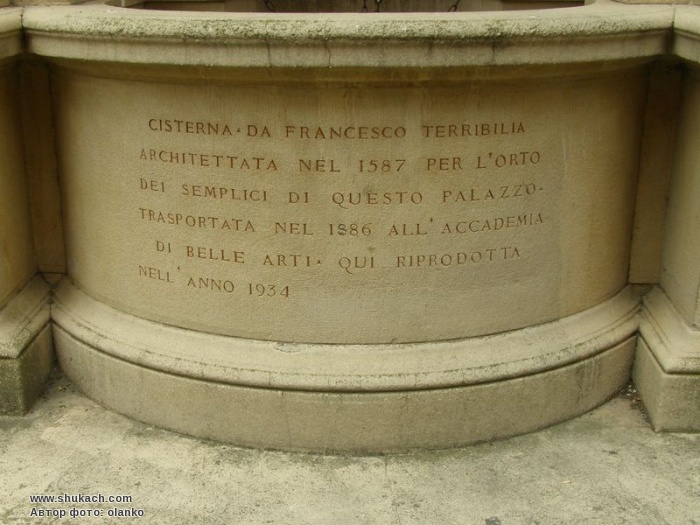 CISTERNA · DA FRANCESCO TERRIBILIA
ARCHITETTATA NEL 1587 PER L'ORTO
DEI SEMPLICI DI QUESTO PALAZZO·
TRASPORTATA NEL 1886 ALL'ACCADEMIA
DI BELLE ARTI· QUI RIPRODOTTA
NELL'ANNO 1934
www.shukach.com
Автор фото: olanko